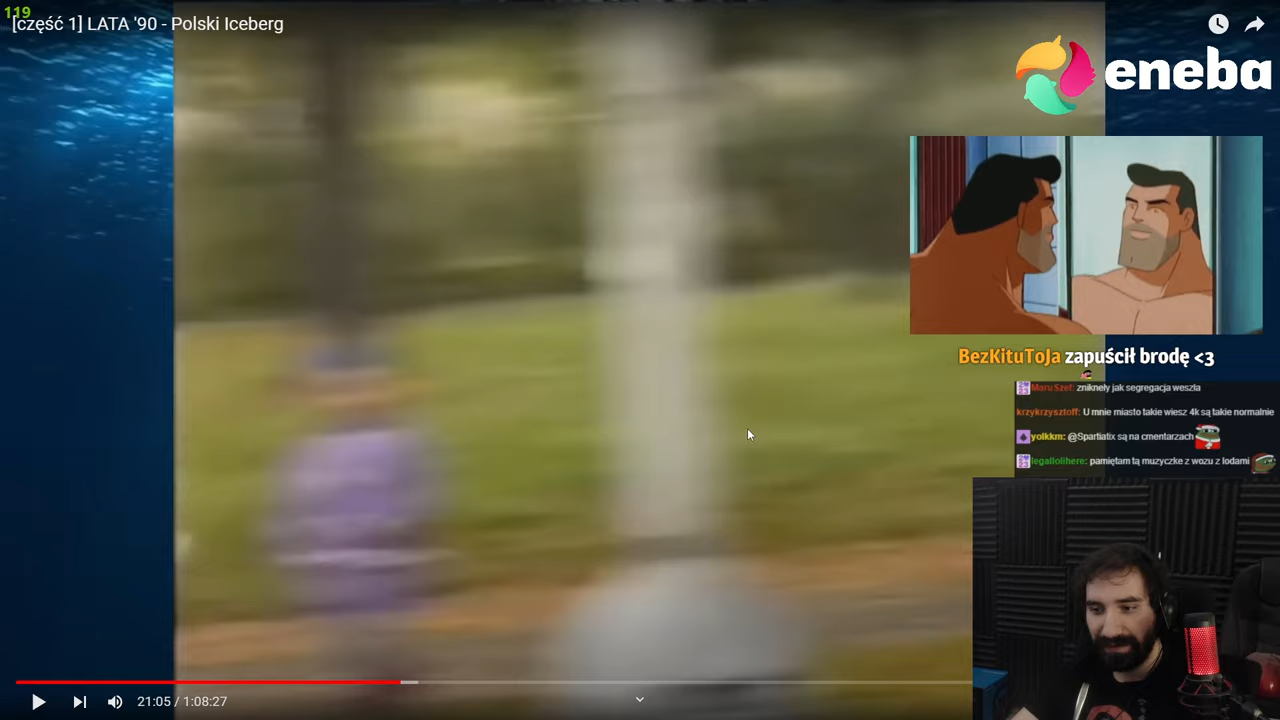 119
[część 1] LATA '90 - Polski Iceberg
eneba
BezKituToJa zapuścił brodę <3
Maru Szef: zniknęły jak segregacja weszła
krzykrzysztoff: U mnie miasto takie wiesz 4k są takie normalnie
yolkkm: @Spartiatix są na cmentarzach
legallolihere: pamiętam tą muzyczke z wozu z lodami
21:05 / 1:08:27